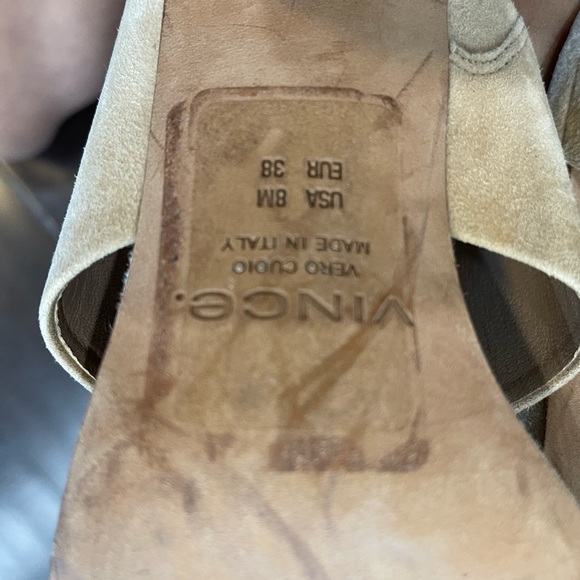 VINCE.
VERO CUOIO
MADE IN ITALY
USA 8M
EUR 38